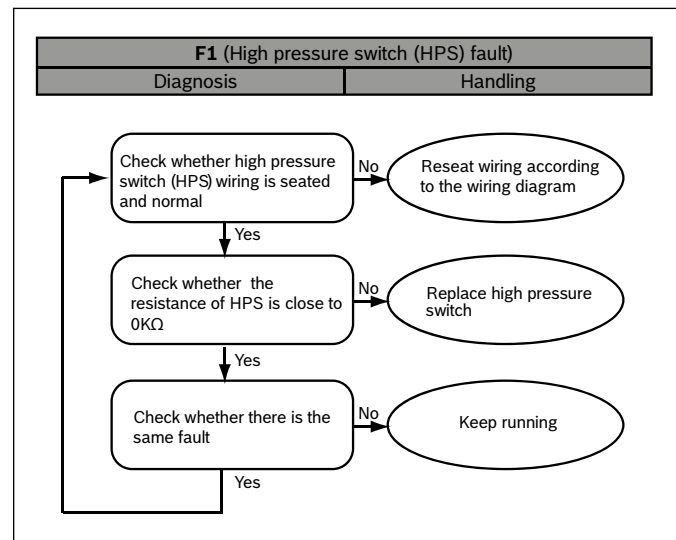 F1 (High pressure switch (HPS) fault)
Diagnosis
Handling
Check whether high pressure
switch (HPS) wiring is seated
and normal
No
Reseat wiring according
to the wiring diagram
Yes
Check whether the
resistance of HPS is close to
0KΩ
No
Replace high pressure
switch
Yes
Check whether there is the
same fault
No
Keep running
Yes